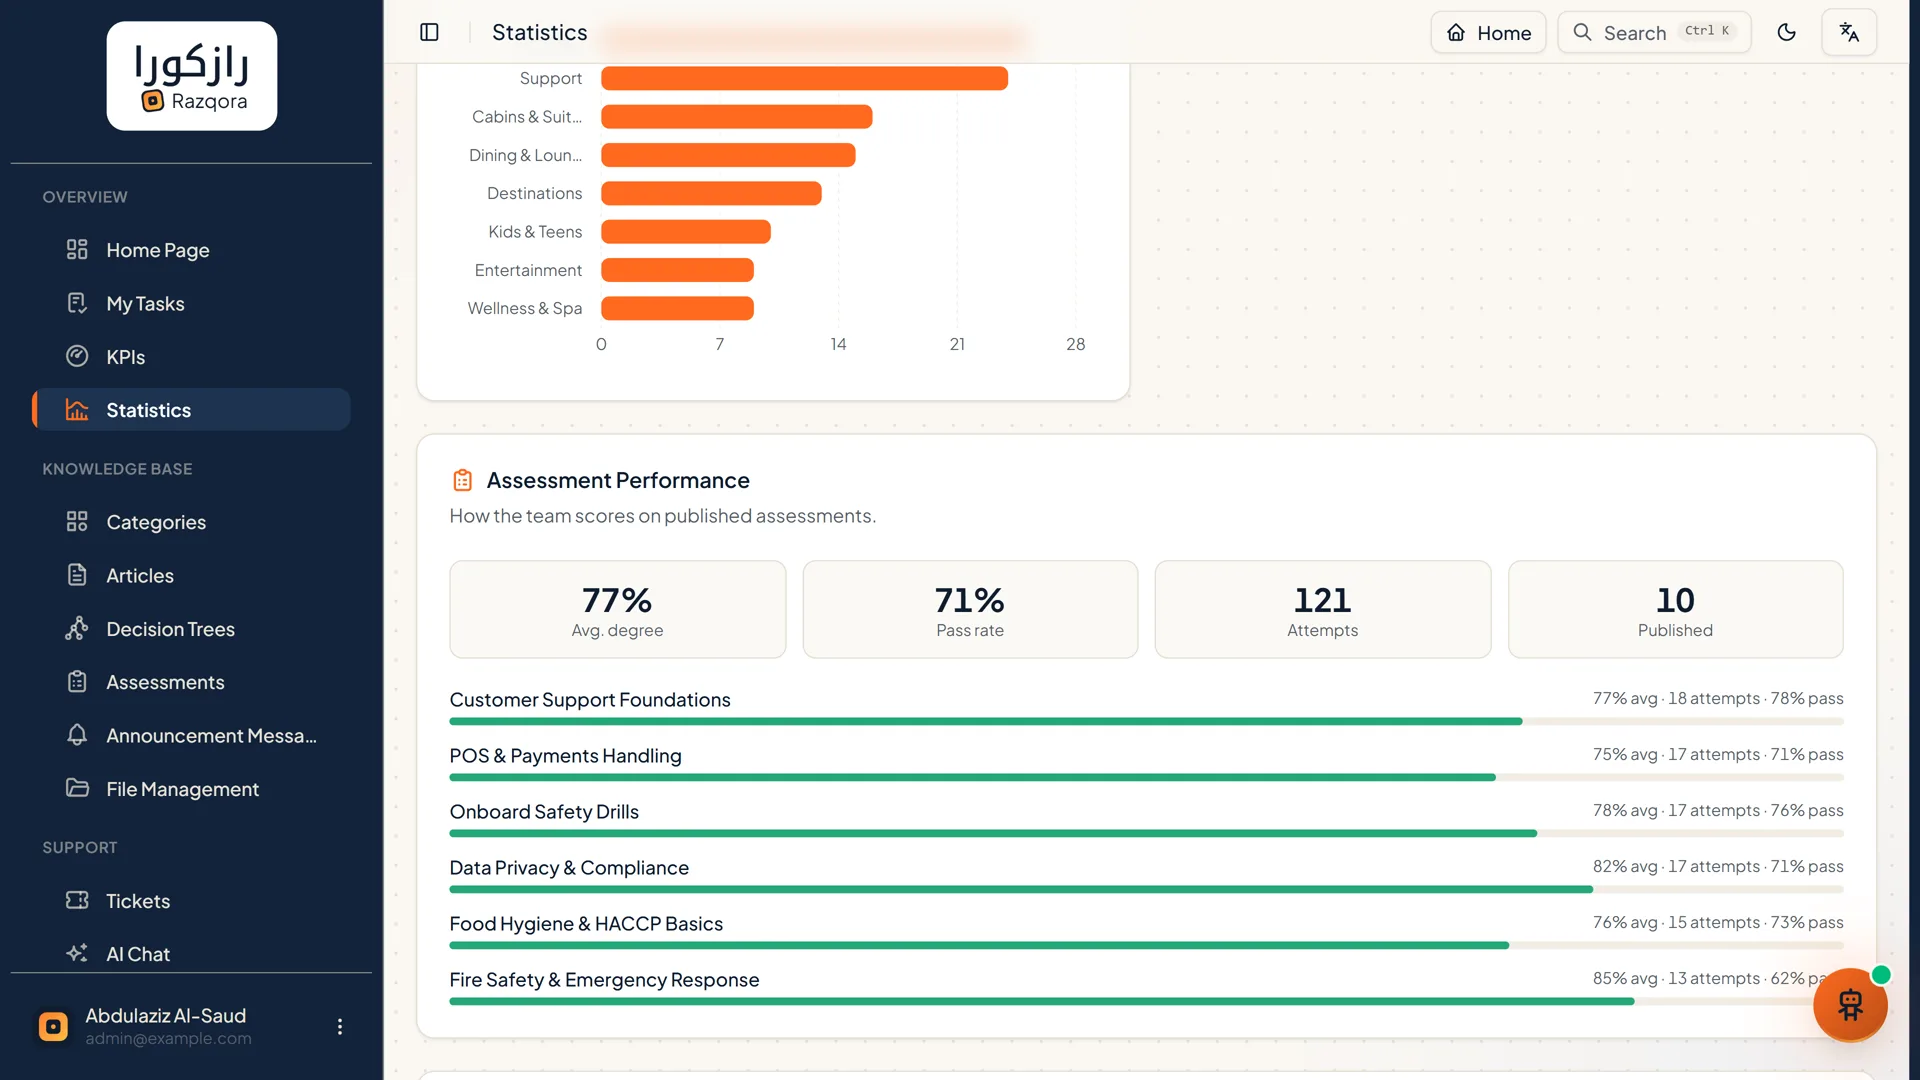 رازكورا
Razqora
OVERVIEW
Home Page
My Tasks
KPIs
Statistics
KNOWLEDGE BASE
Categories
Articles
Decision Trees
Assessments
Announcement Messa...
File Management
SUPPORT
Tickets
AI Chat
Abdulaziz Al-Saud
admin@example.com
Statistics
Home
Search Ctrl K
Support
Cabins & Suit...
Dining & Loun...
Destinations
Kids & Teens
Entertainment
Wellness & Spa
0 7 14 21 28
Assessment Performance
How the team scores on published assessments.
77%
Avg. degree
71%
Pass rate
121
Attempts
10
Published
Customer Support Foundations
77% avg · 18 attempts · 78% pass
POS & Payments Handling
75% avg · 17 attempts · 71% pass
Onboard Safety Drills
78% avg · 17 attempts · 76% pass
Data Privacy & Compliance
82% avg · 17 attempts · 71% pass
Food Hygiene & HACCP Basics
76% avg · 15 attempts · 73% pass
Fire Safety & Emergency Response
85% avg · 13 attempts · 62%